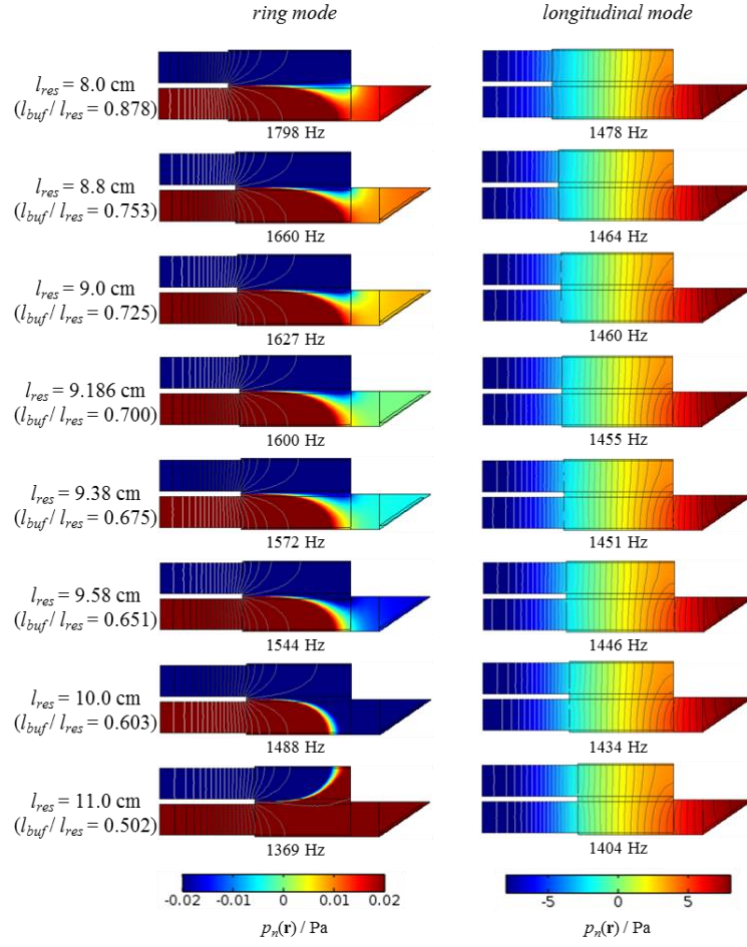 ring mode longitudinal mode
l_res = 8.0 cm
(l_buf / l_res = 0.878)
1798 Hz 1478 Hz
l_res = 8.8 cm
(l_buf / l_res = 0.753)
1660 Hz 1464 Hz
l_res = 9.0 cm
(l_buf / l_res = 0.725)
1627 Hz 1460 Hz
l_res = 9.186 cm
(l_buf / l_res = 0.700)
1600 Hz 1455 Hz
l_res = 9.38 cm
(l_buf / l_res = 0.675)
1572 Hz 1451 Hz
l_res = 9.58 cm
(l_buf / l_res = 0.651)
1544 Hz 1446 Hz
l_res = 10.0 cm
(l_buf / l_res = 0.603)
1488 Hz 1434 Hz
l_res = 11.0 cm
(l_buf / l_res = 0.502)
1369 Hz 1404 Hz
-0.02 -0.01 0 0.01 0.02 -5 0 5
p_n(r) / Pa p_n(r) / Pa